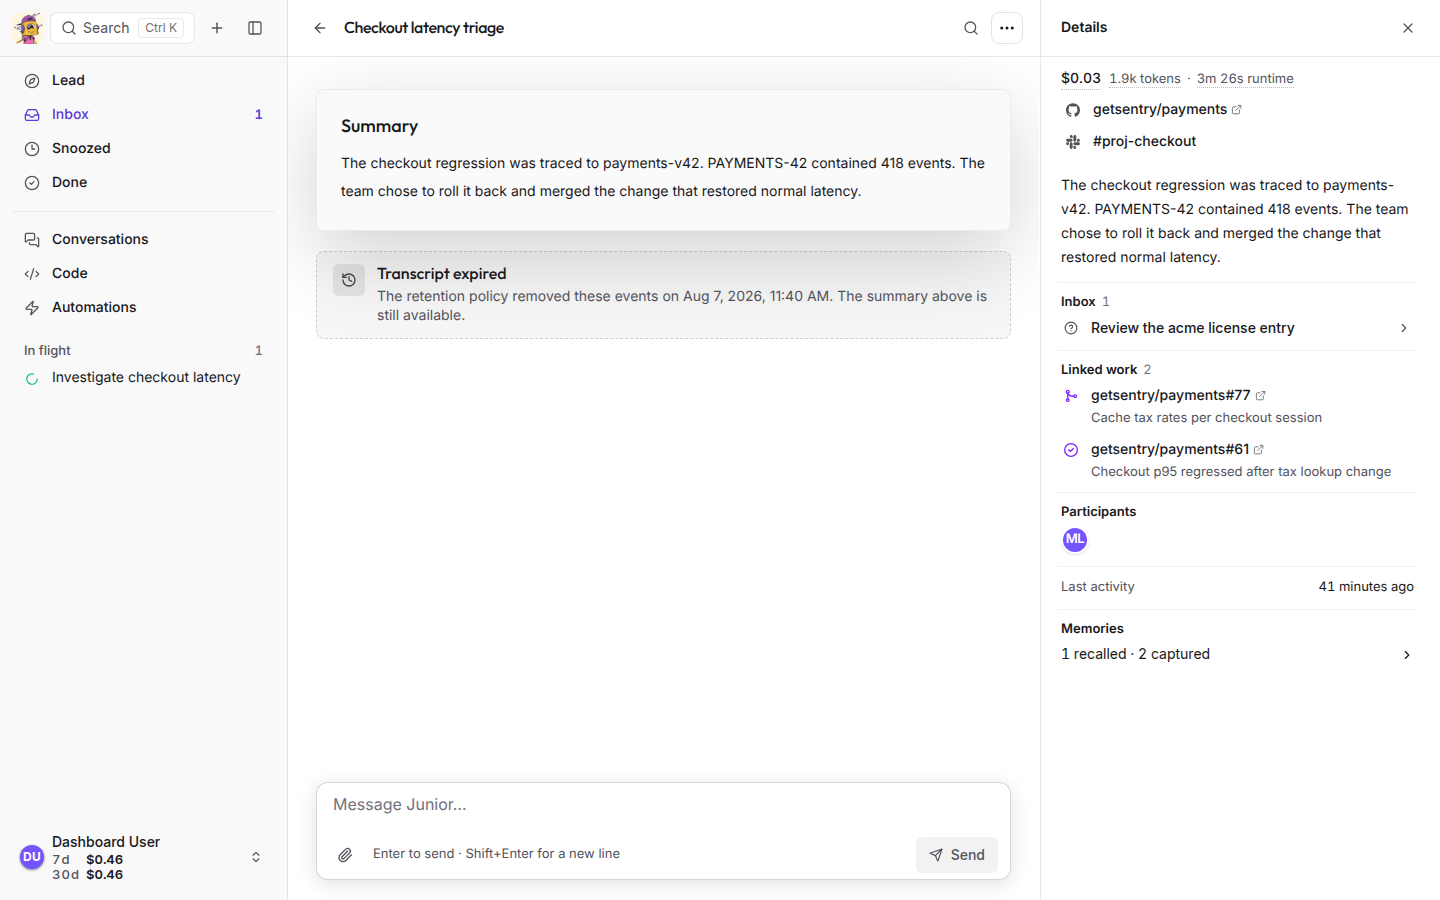 Search Ctrl K
Lead
Inbox 1
Snoozed
Done
Conversations
Code
Automations
In flight 1
Investigate checkout latency
DU
Dashboard User
7d $0.46
30d $0.46
Checkout latency triage
Summary
The checkout regression was traced to payments-v42. PAYMENTS-42 contained 418 events. The
team chose to roll it back and merged the change that restored normal latency.
Transcript expired
The retention policy removed these events on Aug 7, 2026, 11:40 AM. The summary above is
still available.
Message Junior...
Enter to send · Shift+Enter for a new line
Send
Details
$0.03 1.9k tokens · 3m 26s runtime
getsentry/payments
#proj-checkout
The checkout regression was traced to payments-
v42. PAYMENTS-42 contained 418 events. The team
chose to roll it back and merged the change that
restored normal latency.
Inbox 1
Review the acme license entry
Linked work 2
getsentry/payments#77
Cache tax rates per checkout session
getsentry/payments#61
Checkout p95 regressed after tax lookup change
Participants
ML
Last activity 41 minutes ago
Memories
1 recalled · 2 captured